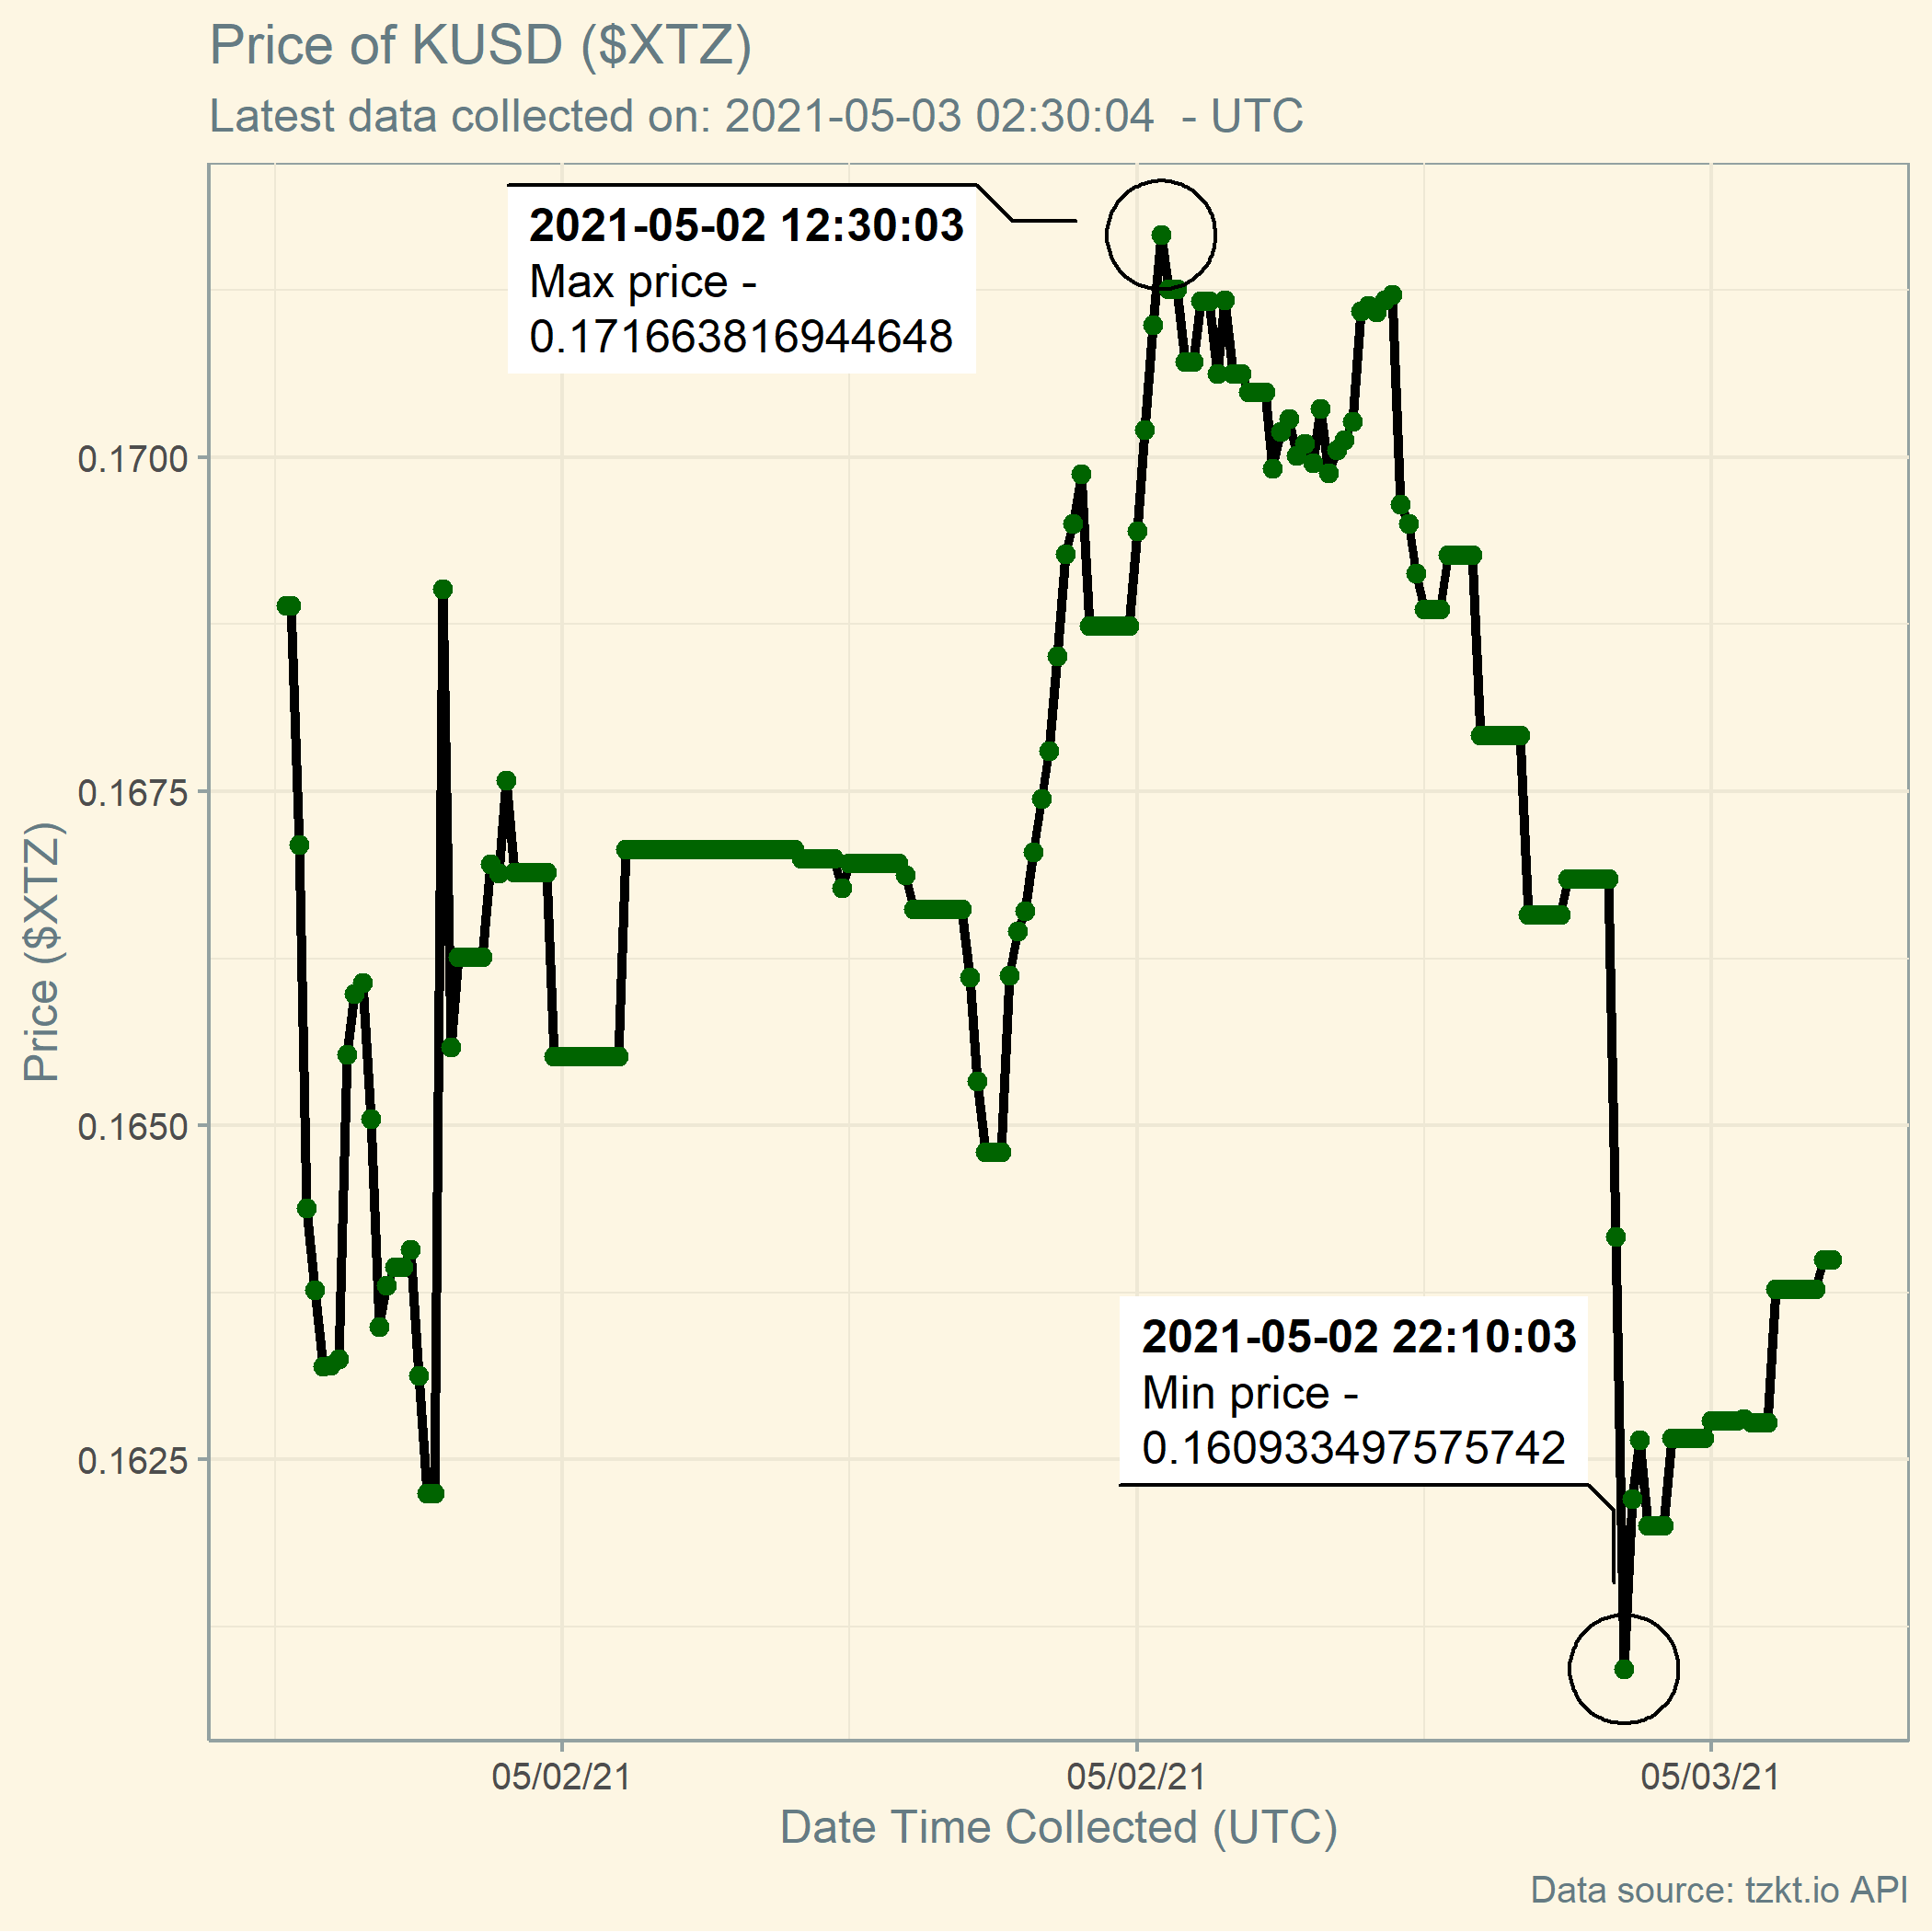 Price of KUSD ($XTZ)
Latest data collected on: 2021-05-03 02:30:04  - UTC
2021-05-02 12:30:03
Max price -
0.171663816944648
0.1700
0.1675
0.1650
0.1625
Price ($XTZ)
2021-05-02 22:10:03
Min price -
0.160933497575742
05/02/21
05/02/21
05/03/21
Date Time Collected (UTC)
Data source: tzkt.io API